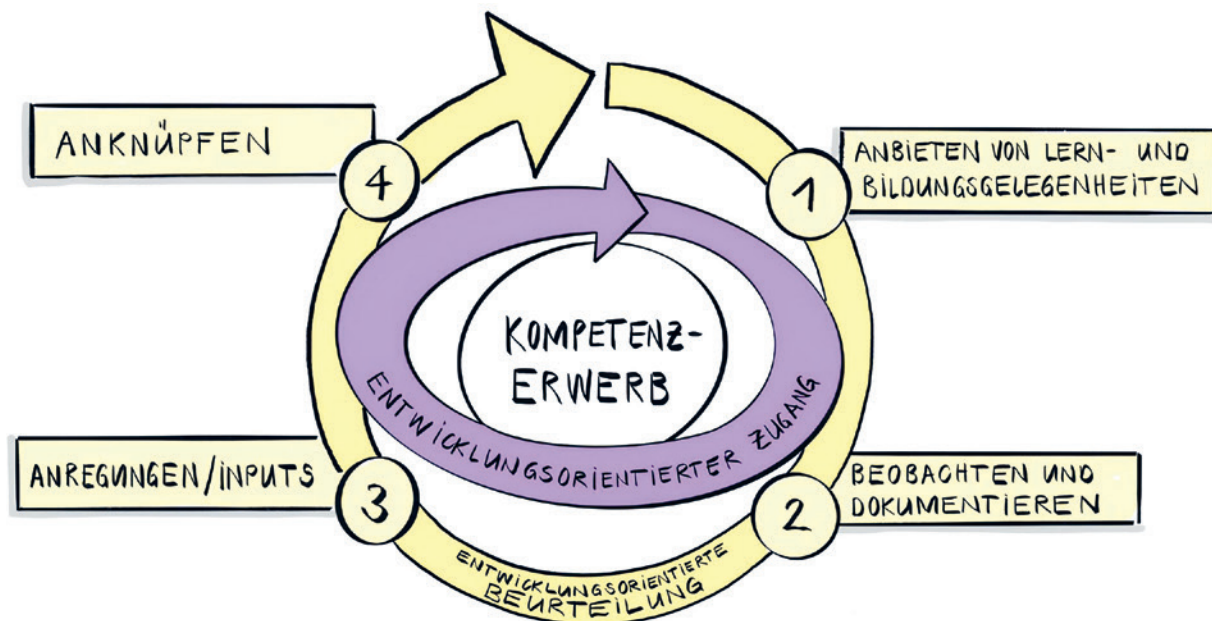 ANKNÜPFEN
4
1
ANBIETEN VON LERN- UND
BILDUNGSGELEGENHEITEN
KOMPETENZ-
ERWERB
ENTWICKLUNGSORIENTIERTER ZUGANG
ANREGUNGEN/INPUTS
3
2
BEOBACHTEN UND
DOKUMENTIEREN
ENTWICKLUNGSORIENTIERTE
BEURTEILUNG